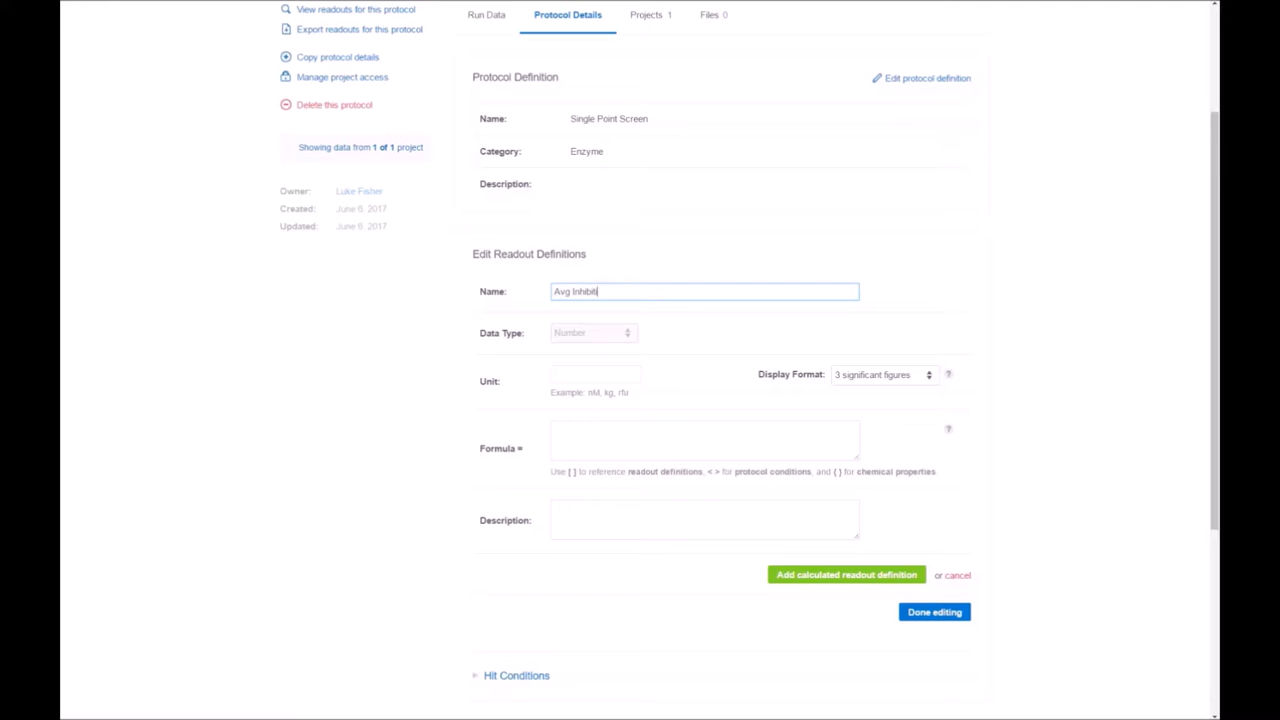 View readouts for this protocol
Export readouts for this protocol
Copy protocol details
Manage project access
Delete this protocol
Showing data from 1 of 1 project
Owner: Luke Fisher
Created: June 6, 2017
Updated: June 6, 2017
Run Data Protocol Details Projects 1 Files 0
Protocol Definition Edit protocol definition
Name: Single Point Screen
Category: Enzyme
Description:
Edit Readout Definitions
Name: Avg Inhibiti
Data Type: Number
Unit: Display Format: 3 significant figures ?
Example: nM, kg, rfu
Formula = ?
Use [ ] to reference readout definitions, < > for protocol conditions, and { } for chemical properties.
Description:
Add calculated readout definition or cancel
Done editing
Hit Conditions